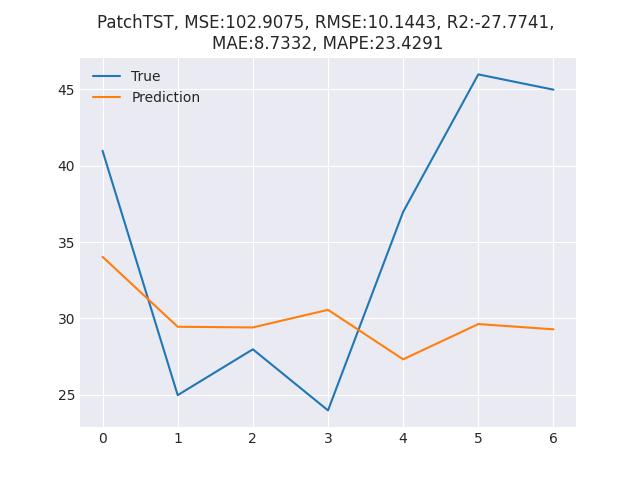 PatchTST, MSE:102.9075, RMSE:10.1443, R2:-27.7741,
MAE:8.7332, MAPE:23.4291
True
Prediction
45
40
35
30
25
0 1 2 3 4 5 6